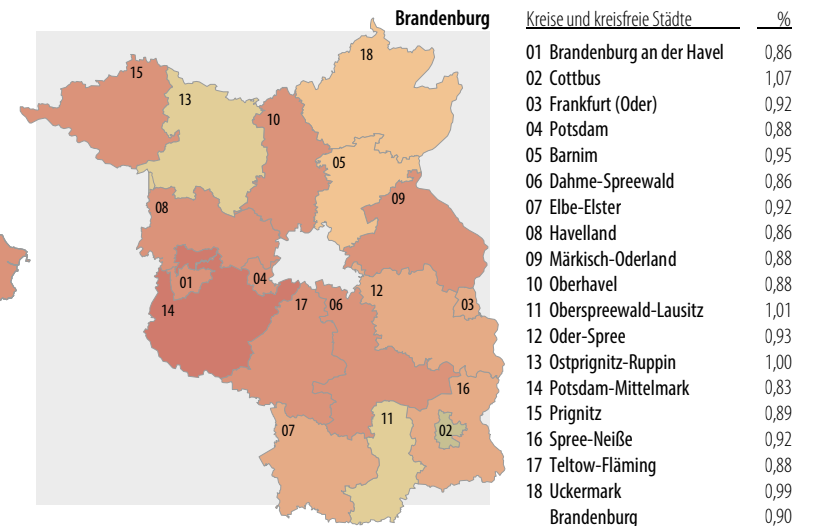 Brandenburg
Kreise und kreisfreie Städte %
01 Brandenburg an der Havel 0,86
02 Cottbus 1,07
03 Frankfurt (Oder) 0,92
04 Potsdam 0,88
05 Barnim 0,95
06 Dahme-Spreewald 0,86
07 Elbe-Elster 0,92
08 Havelland 0,86
09 Märkisch-Oderland 0,88
10 Oberhavel 0,88
11 Oberspreewald-Lausitz 1,01
12 Oder-Spree 0,93
13 Ostprignitz-Ruppin 1,00
14 Potsdam-Mittelmark 0,83
15 Prignitz 0,89
16 Spree-Neiße 0,92
17 Teltow-Fläming 0,88
18 Uckermark 0,99
Brandenburg 0,90
18
15
13
10
05
09
08
01
04
14
17
06
12
03
16
11
07
02